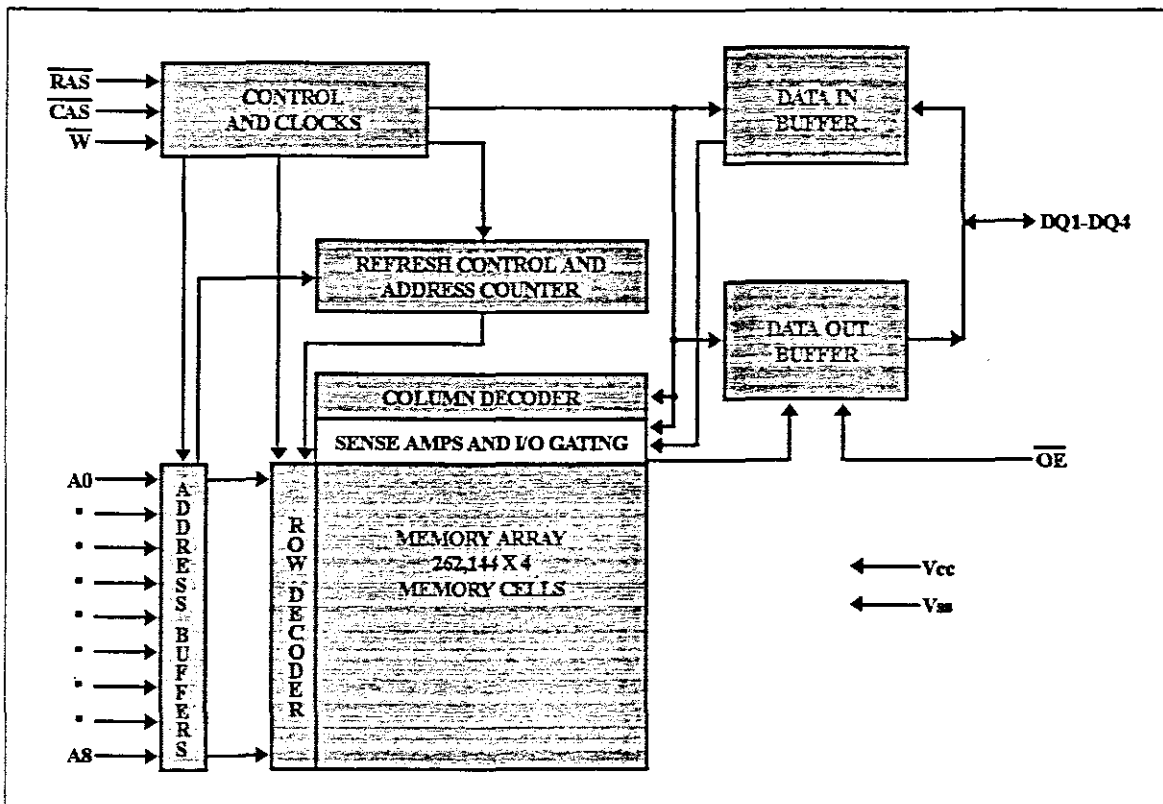 RAS
CAS
W
CONTROL
AND CLOCKS
DATA IN
BUFFER
DQ1-DQ4
REFRESH CONTROL AND
ADDRESS COUNTER
DATA OUT
BUFFER
COLUMN DECODER
SENSE AMPS AND I/O GATING
OE
A0
A8
ADDRESS BUFFERS
ROW DECODER
MEMORY ARRAY
262,144 X 4
MEMORY CELLS
Vcc
Vss